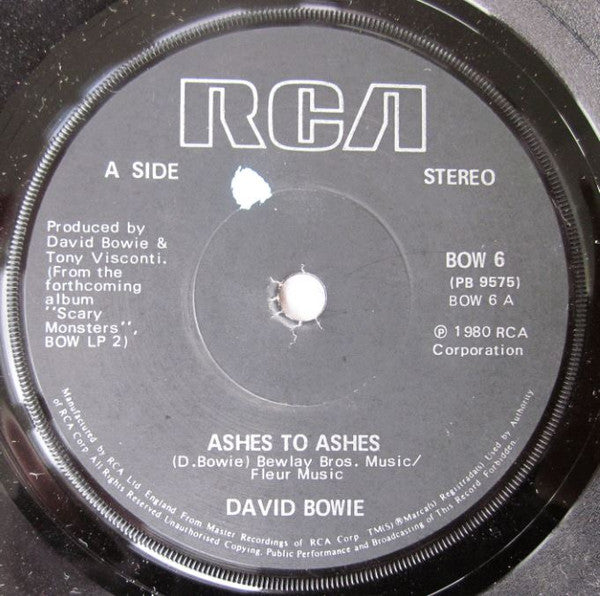 RCA
A SIDE
STEREO
Produced by
David Bowie &
Tony Visconti.
(From the
forthcoming
album
"Scary
Monsters",
BOW LP 2)
BOW 6
(PB 9575)
BOW 6 A
℗ 1980 RCA
Corporation
ASHES TO ASHES
(D.Bowie) Bewlay Bros. Music/
Fleur Music
DAVID BOWIE
Manufactured by RCA Ltd. England. From Master Recordings of RCA Corp. TM(S) ® Marca(s) Registrada(s) Used by Authority
of RCA Corp. All Rights Reserved Unauthorised Copying, Public Performance and Broadcasting of This Record Forbidden